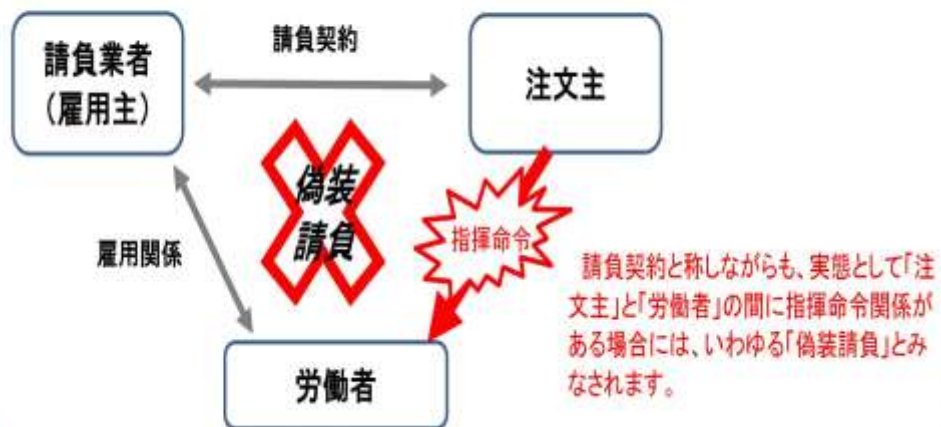 請負契約
請負業者
(雇用主)
注文主
偽装
請負
指揮命令
雇用関係
請負契約と称しながらも、実態として「注
文主」と「労働者」の間に指揮命令関係が
ある場合には、いわゆる「偽装請負」とみ
なされます。
労働者